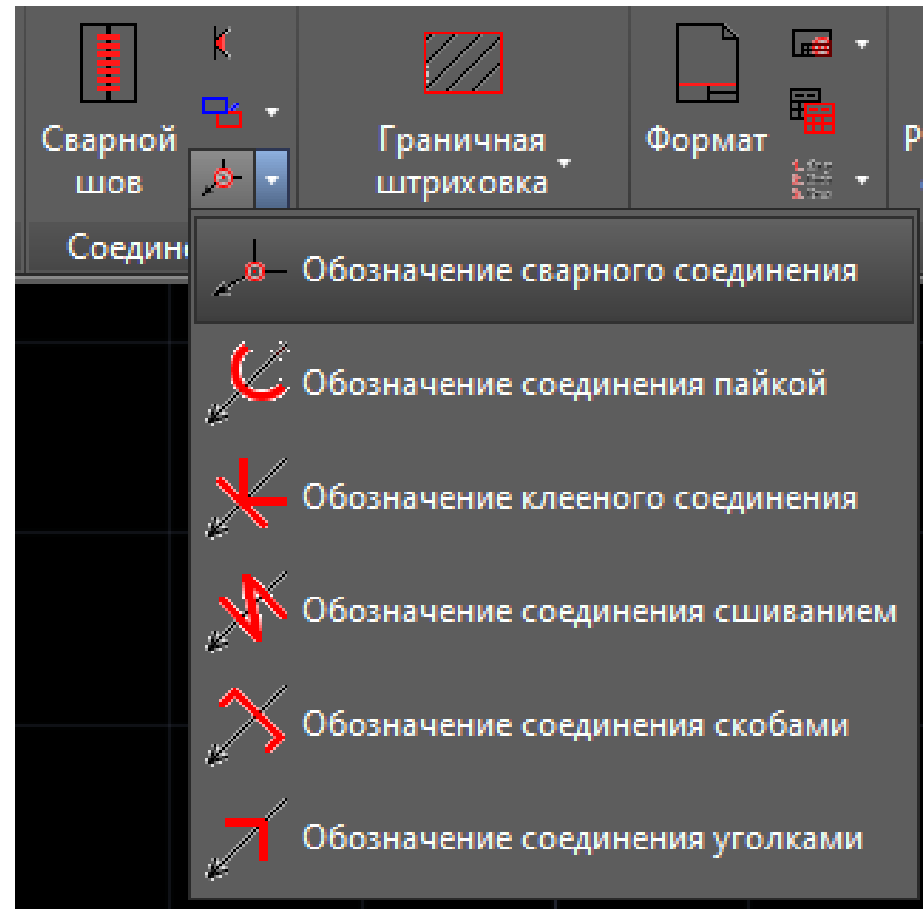 Сварной
шов
Граничная
штриховка
Формат
Р
Соедин
Обозначение сварного соединения
Обозначение соединения пайкой
Обозначение клееного соединения
Обозначение соединения сшиванием
Обозначение соединения скобами
Обозначение соединения уголками